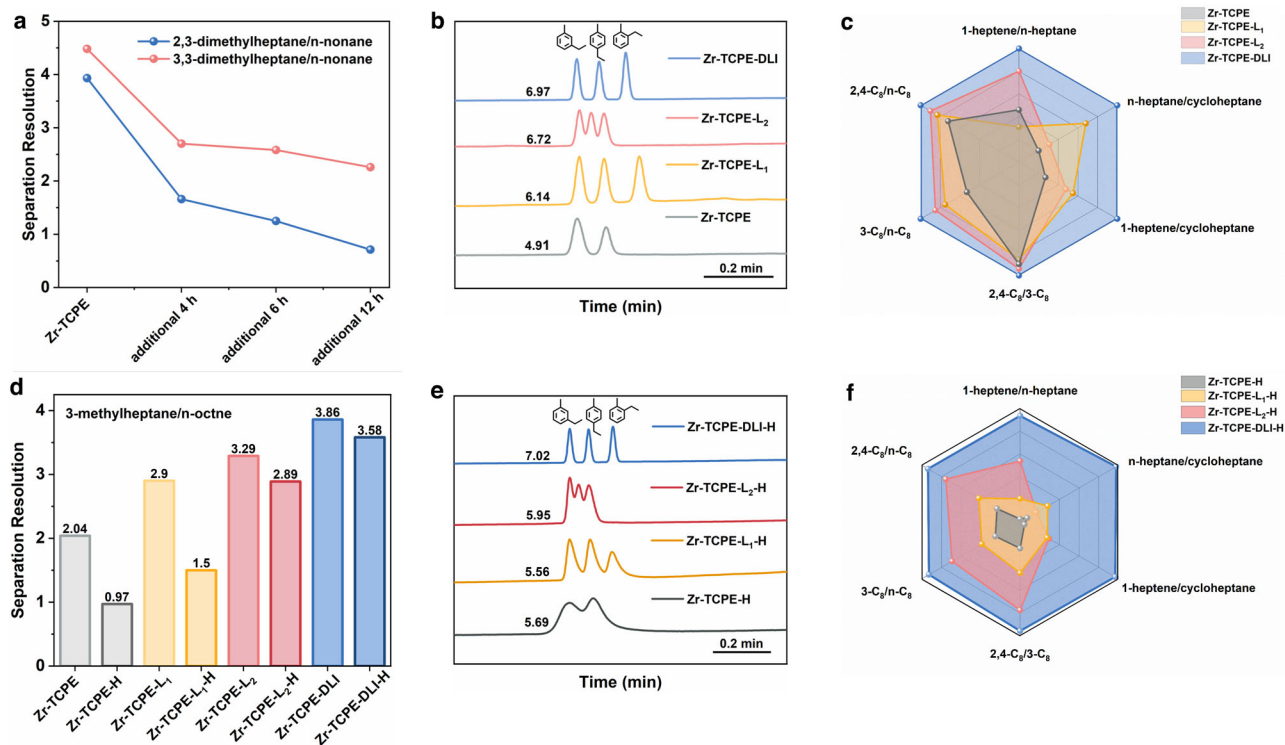 a
5
4
3
2
1
0
Separation Resolution
2,3-dimethylheptane/n-nonane
3,3-dimethylheptane/n-nonane
Zr-TCPE
additional 4 h
additional 6 h
additional 12 h
b
Zr-TCPE-DLI
6.97
Zr-TCPE-L₂
6.72
Zr-TCPE-L₁
6.14
Zr-TCPE
4.91
0.2 min
Time (min)
c
Zr-TCPE
Zr-TCPE-L₁
Zr-TCPE-L₂
Zr-TCPE-DLI
1-heptene/n-heptane
2,4-C₈/n-C₈
n-heptane/cycloheptane
3-C₈/n-C₈
1-heptene/cycloheptane
2,4-C₈/3-C₈
d
3-methylheptane/n-octne
4
3
2
1
0
Separation Resolution
2.04
0.97
2.9
1.5
3.29
2.89
3.86
3.58
Zr-TCPE
Zr-TCPE-H
Zr-TCPE-L₁
Zr-TCPE-L₁-H
Zr-TCPE-L₂
Zr-TCPE-L₂-H
Zr-TCPE-DLI
Zr-TCPE-DLI-H
e
Zr-TCPE-DLI-H
7.02
Zr-TCPE-L₂-H
5.95
Zr-TCPE-L₁-H
5.56
Zr-TCPE-H
5.69
0.2 min
Time (min)
f
Zr-TCPE-H
Zr-TCPE-L₁-H
Zr-TCPE-L₂-H
Zr-TCPE-DLI-H
1-heptene/n-heptane
2,4-C₈/n-C₈
n-heptane/cycloheptane
3-C₈/n-C₈
1-heptene/cycloheptane
2,4-C₈/3-C₈